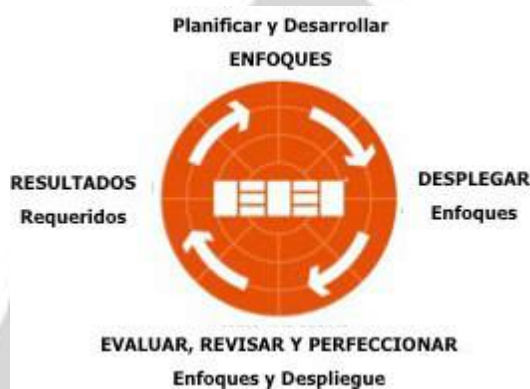 Planificar y Desarrollar
ENFOQUES
RESULTADOS
Requeridos
DESPLEGAR
Enfoques
EVALUAR, REVISAR Y PERFECCIONAR
Enfoques y Despliegue